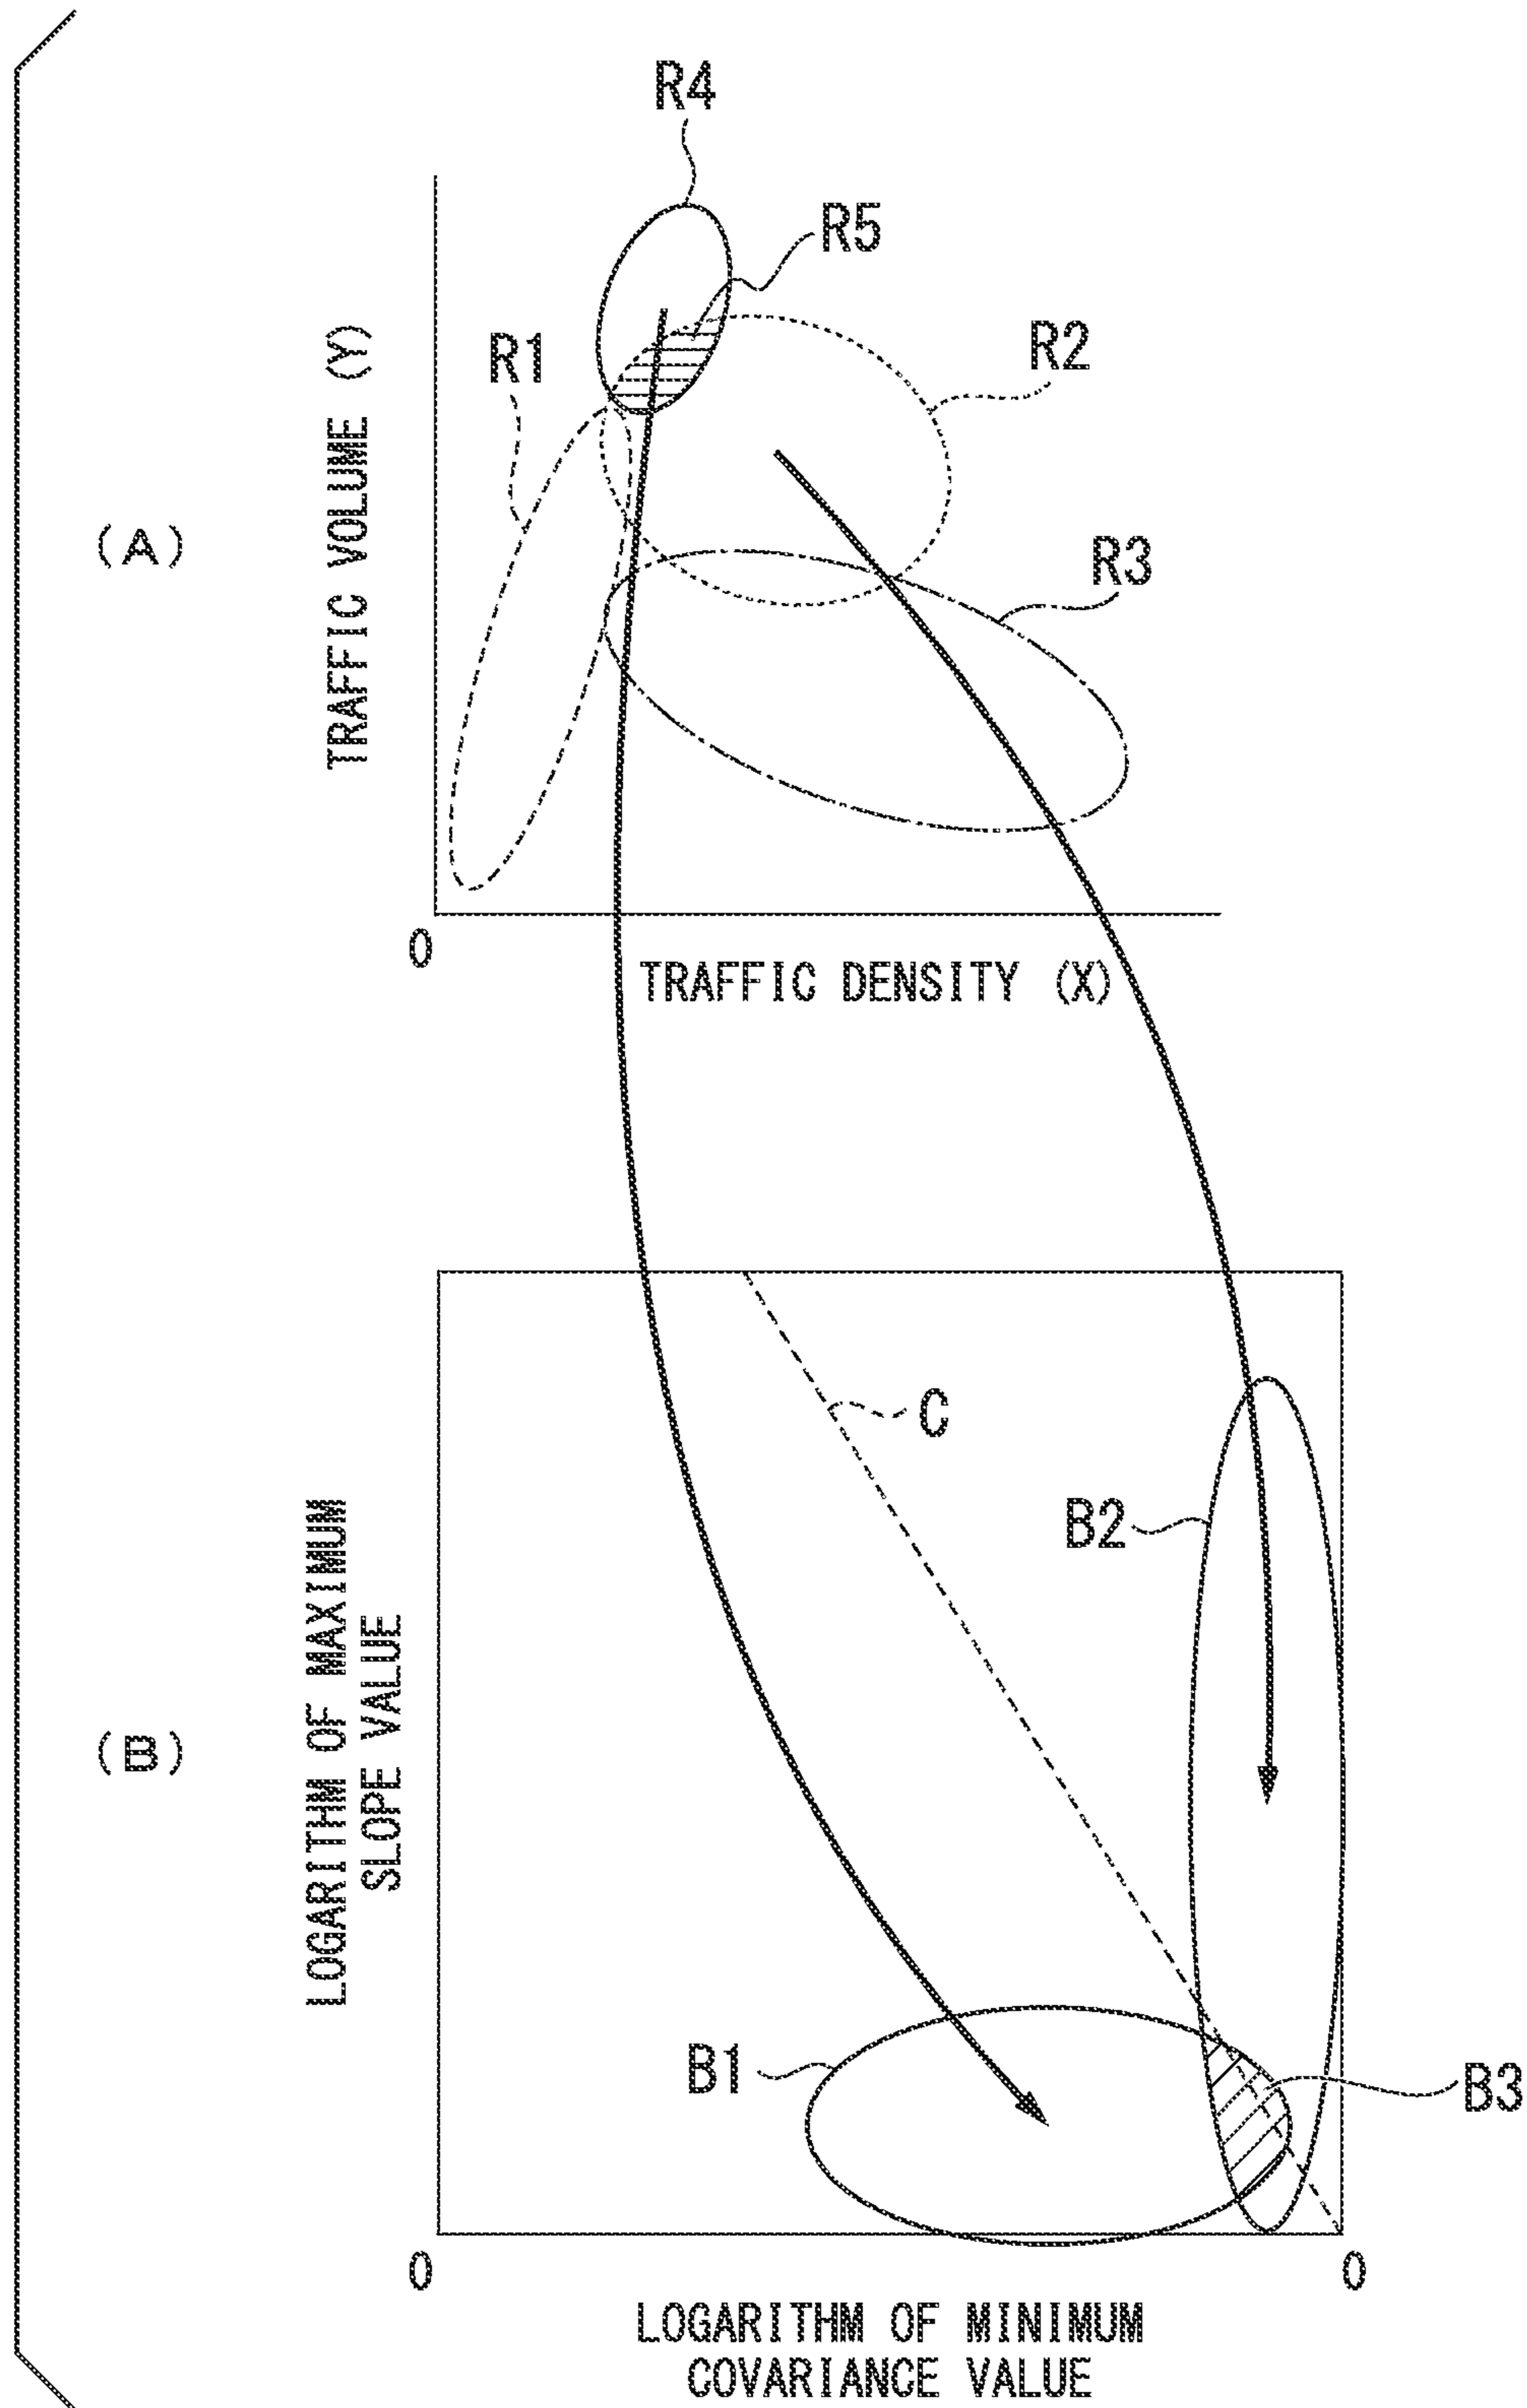 R4
R5
R1
R2
R3
(A)
TRAFFIC VOLUME (Y)
0
TRAFFIC DENSITY (X)
C
B2
(B)
LOGARITHM OF MAXIMUM
SLOPE VALUE
B1
B3
0
0
LOGARITHM OF MINIMUM
COVARIANCE VALUE